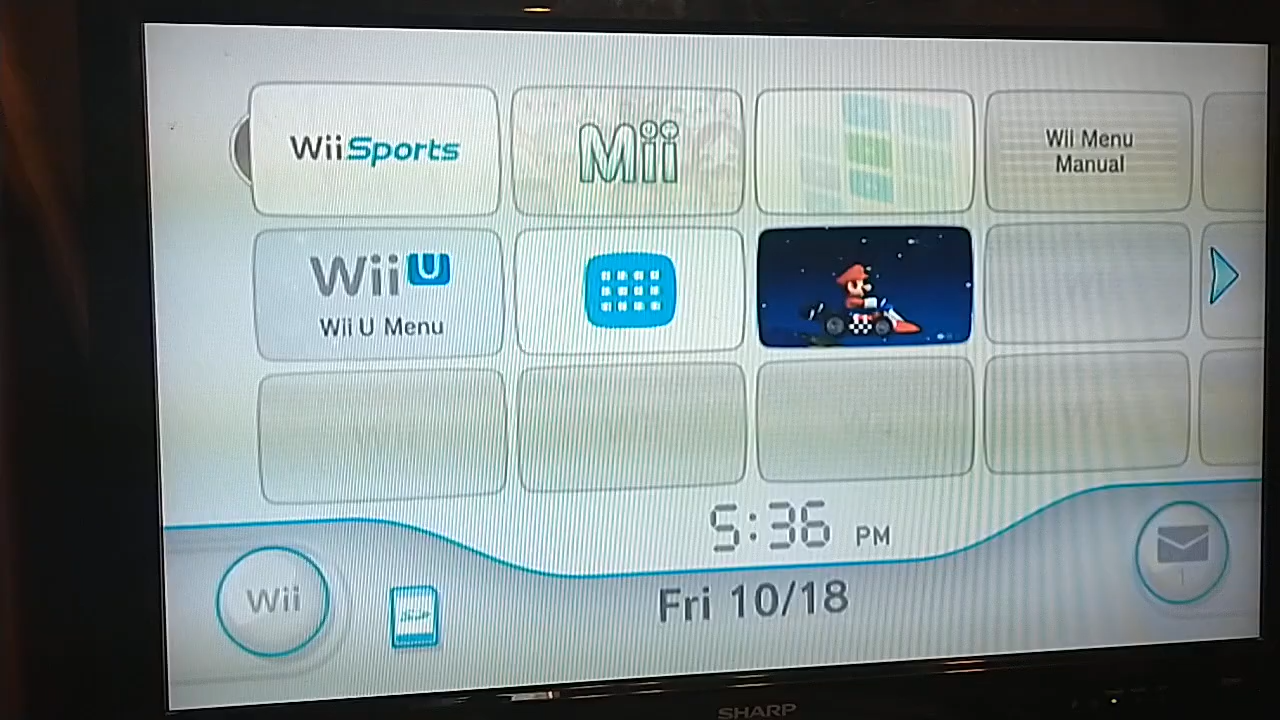 WiiSports
Mii
Wii Menu
Manual
WiiU
Wii U Menu
5:36 PM
Wii
Fri 10/18
SHARP